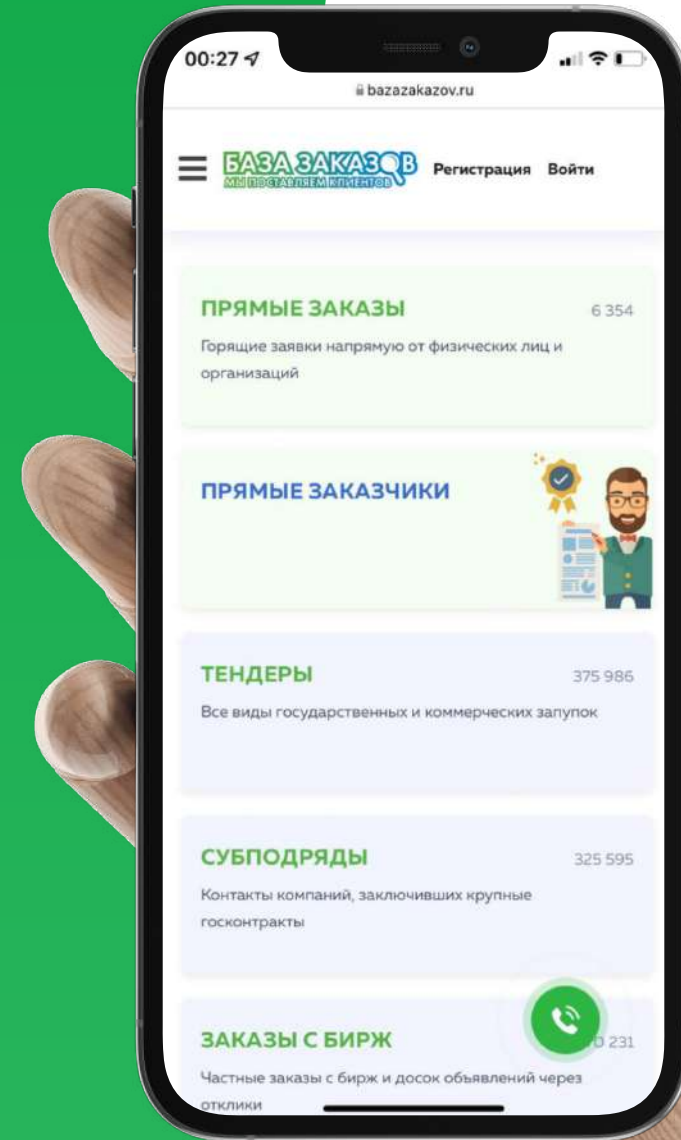 00:27
bazazakazov.ru
БАЗА ЗАКАЗОВ
МЫ ПОСТАВЛЯЕМ КЛИЕНТОВ
Регистрация Войти
ПРЯМЫЕ ЗАКАЗЫ 6 354
Горящие заявки напрямую от физических лиц и
организаций
ПРЯМЫЕ ЗАКАЗЧИКИ
ТЕНДЕРЫ 375 986
Все виды государственных и коммерческих запупок
СУБПОДРЯДЫ 325 595
Контакты компаний, заключивших крупные
госконтракты
ЗАКАЗЫ С БИРЖ 231
Частные заказы с бирж и досок объявлений через
отклики